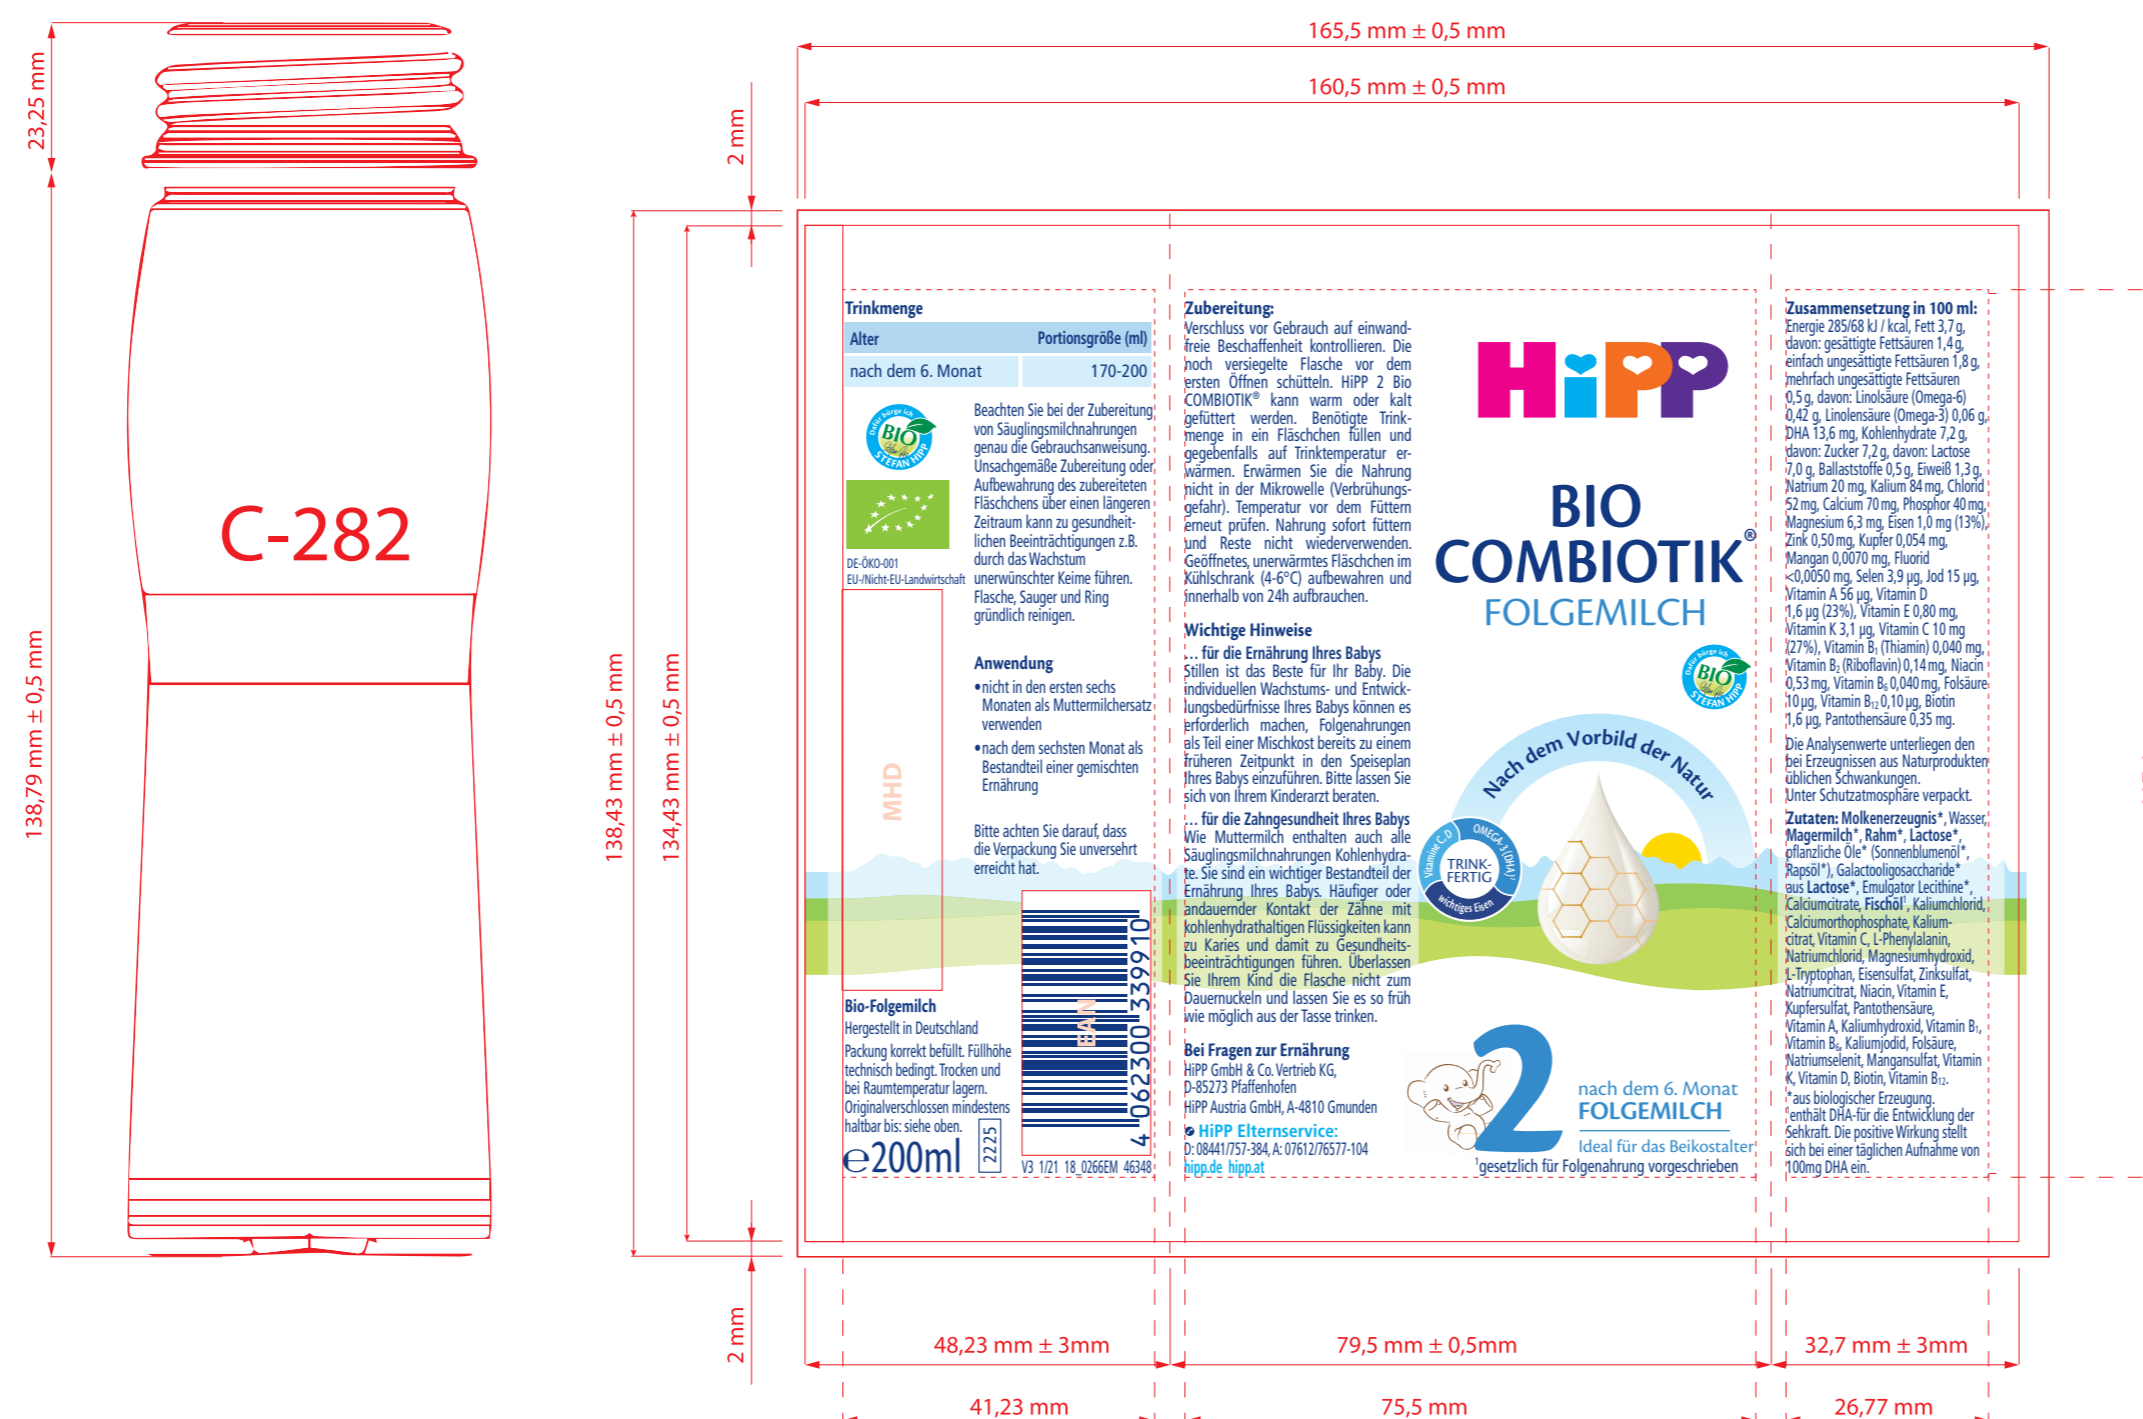 165,5 mm ± 0,5 mm
160,5 mm ± 0,5 mm
23,25 mm
2 mm
138,79 mm ± 0,5 mm
C-282
138,43 mm ± 0,5 mm
134,43 mm ± 0,5 mm
Trinkmenge
Alter Portionsgröße (ml)
nach dem 6. Monat 170-200
Dafür bürge ich
BIO
STEFAN HIPP
DE-ÖKO-001
EU-/Nicht-EU-Landwirtschaft
Beachten Sie bei der Zubereitung
von Säuglingsmilchnahrungen
genau die Gebrauchsanweisung.
Unsachgemäße Zubereitung oder
Aufbewahrung des zubereiteten
Fläschchens über einen längeren
Zeitraum kann zu gesundheit-
lichen Beeinträchtigungen z.B.
durch das Wachstum
unerwünschter Keime führen.
Flasche, Sauger und Ring
gründlich reinigen.
Anwendung
•nicht in den ersten sechs
Monaten als Muttermilchersatz
verwenden
•nach dem sechsten Monat als
Bestandteil einer gemischten
Ernährung
Bitte achten Sie darauf, dass
die Verpackung Sie unversehrt
erreicht hat.
MHD
Bio-Folgemilch
Hergestellt in Deutschland
Packung korrekt befüllt. Füllhöhe
technisch bedingt. Trocken und
bei Raumtemperatur lagern.
Originalverschlossen mindestens
haltbar bis: siehe oben.
℮200ml
2225
EAN
4 062300 339910
V3 1/21 18_0266EM 46348
Zubereitung:
Verschluss vor Gebrauch auf einwand-
freie Beschaffenheit kontrollieren. Die
noch versiegelte Flasche vor dem
ersten Öffnen schütteln. HiPP 2 Bio
COMBIOTIK® kann warm oder kalt
gefüttert werden. Benötigte Trink-
menge in ein Fläschchen füllen und
gegebenfalls auf Trinktemperatur er-
wärmen. Erwärmen Sie die Nahrung
nicht in der Mikrowelle (Verbrühungs-
gefahr). Temperatur vor dem Füttern
erneut prüfen. Nahrung sofort füttern
und Reste nicht wiederverwenden.
Geöffnetes, unerwärmtes Fläschchen im
Kühlschrank (4-6°C) aufbewahren und
innerhalb von 24h aufbrauchen.
Wichtige Hinweise
... für die Ernährung Ihres Babys
Stillen ist das Beste für Ihr Baby. Die
individuellen Wachstums- und Entwick-
lungsbedürfnisse Ihres Babys können es
erforderlich machen, Folgenahrungen
als Teil einer Mischkost bereits zu einem
früheren Zeitpunkt in den Speiseplan
Ihres Babys einzuführen. Bitte lassen Sie
sich von Ihrem Kinderarzt beraten.
... für die Zahngesundheit Ihres Babys
Wie Muttermilch enthalten auch alle
Säuglingsmilchnahrungen Kohlenhydra-
te. Sie sind ein wichtiger Bestandteil der
Ernährung Ihres Babys. Häufiger oder
andauernder Kontakt der Zähne mit
kohlenhydrathaltigen Flüssigkeiten kann
zu Karies und damit zu Gesundheits-
beeinträchtigungen führen. Überlassen
Sie Ihrem Kind die Flasche nicht zum
Dauernuckeln und lassen Sie es so früh
wie möglich aus der Tasse trinken.
Bei Fragen zur Ernährung
HiPP GmbH & Co. Vertrieb KG,
D-85273 Pfaffenhofen
HiPP Austria GmbH, A-4810 Gmunden
HiPP Elternservice:
D: 08441/757-384, A: 07612/76577-104
hipp.de hipp.at
HiPP
BIO
COMBIOTIK®
FOLGEMILCH
Dafür bürge ich
BIO
STEFAN HIPP
Nach dem Vorbild der Natur
Vitamine C, D
OMEGA-3 (DHA)¹
TRINK-
FERTIG
wichtiges Eisen
2
nach dem 6. Monat
FOLGEMILCH
Ideal für das Beikostalter
¹gesetzlich für Folgenahrung vorgeschrieben
Zusammensetzung in 100 ml:
Energie 285/68 kJ / kcal, Fett 3,7 g,
davon: gesättigte Fettsäuren 1,4 g,
einfach ungesättigte Fettsäuren 1,8 g,
mehrfach ungesättigte Fettsäuren
0,5 g, davon: Linolsäure (Omega-6)
0,42 g, Linolensäure (Omega-3) 0,06 g,
DHA 13,6 mg, Kohlenhydrate 7,2 g,
davon: Zucker 7,2 g, davon: Lactose
7,0 g, Ballaststoffe 0,5 g, Eiweiß 1,3 g,
Natrium 20 mg, Kalium 84 mg, Chlorid
52 mg, Calcium 70 mg, Phosphor 40 mg,
Magnesium 6,3 mg, Eisen 1,0 mg (13%),
Zink 0,50 mg, Kupfer 0,054 mg,
Mangan 0,0070 mg, Fluorid
<0,0050 mg, Selen 3,9 µg, Jod 15 µg,
Vitamin A 56 µg, Vitamin D
1,6 µg (23%), Vitamin E 0,80 mg,
Vitamin K 3,1 µg, Vitamin C 10 mg
(27%), Vitamin B₁ (Thiamin) 0,040 mg,
Vitamin B₂ (Riboflavin) 0,14 mg, Niacin
0,53 mg, Vitamin B₆ 0,040 mg, Folsäure
10 µg, Vitamin B₁₂ 0,10 µg, Biotin
1,6 µg, Pantothensäure 0,35 mg.
Die Analysenwerte unterliegen den
bei Erzeugnissen aus Naturprodukten
üblichen Schwankungen.
Unter Schutzatmosphäre verpackt.
Zutaten: Molkenerzeugnis*, Wasser,
Magermilch*, Rahm*, Lactose*,
pflanzliche Öle* (Sonnenblumenöl*,
Rapsöl*), Galactooligosaccharide*
aus Lactose*, Emulgator Lecithine*,
Calciumcitrate, Fischöl¹, Kaliumchlorid,
Calciumorthophosphate, Kalium-
citrat, Vitamin C, L-Phenylalanin,
Natriumchlorid, Magnesiumhydroxid,
L-Tryptophan, Eisensulfat, Zinksulfat,
Natriumcitrat, Niacin, Vitamin E,
Kupfersulfat, Pantothensäure,
Vitamin A, Kaliumhydroxid, Vitamin B₁,
Vitamin B₆, Kaliumjodid, Folsäure,
Natriumselenit, Mangansulfat, Vitamin
K, Vitamin D, Biotin, Vitamin B₁₂.
*aus biologischer Erzeugung.
¹enthält DHA-für die Entwicklung der
Sehkraft. Die positive Wirkung stellt
sich bei einer täglichen Aufnahme von
100mg DHA ein.
2 mm
48,23 mm ± 3mm
79,5 mm ± 0,5mm
32,7 mm ± 3mm
41,23 mm
75,5 mm
26,77 mm